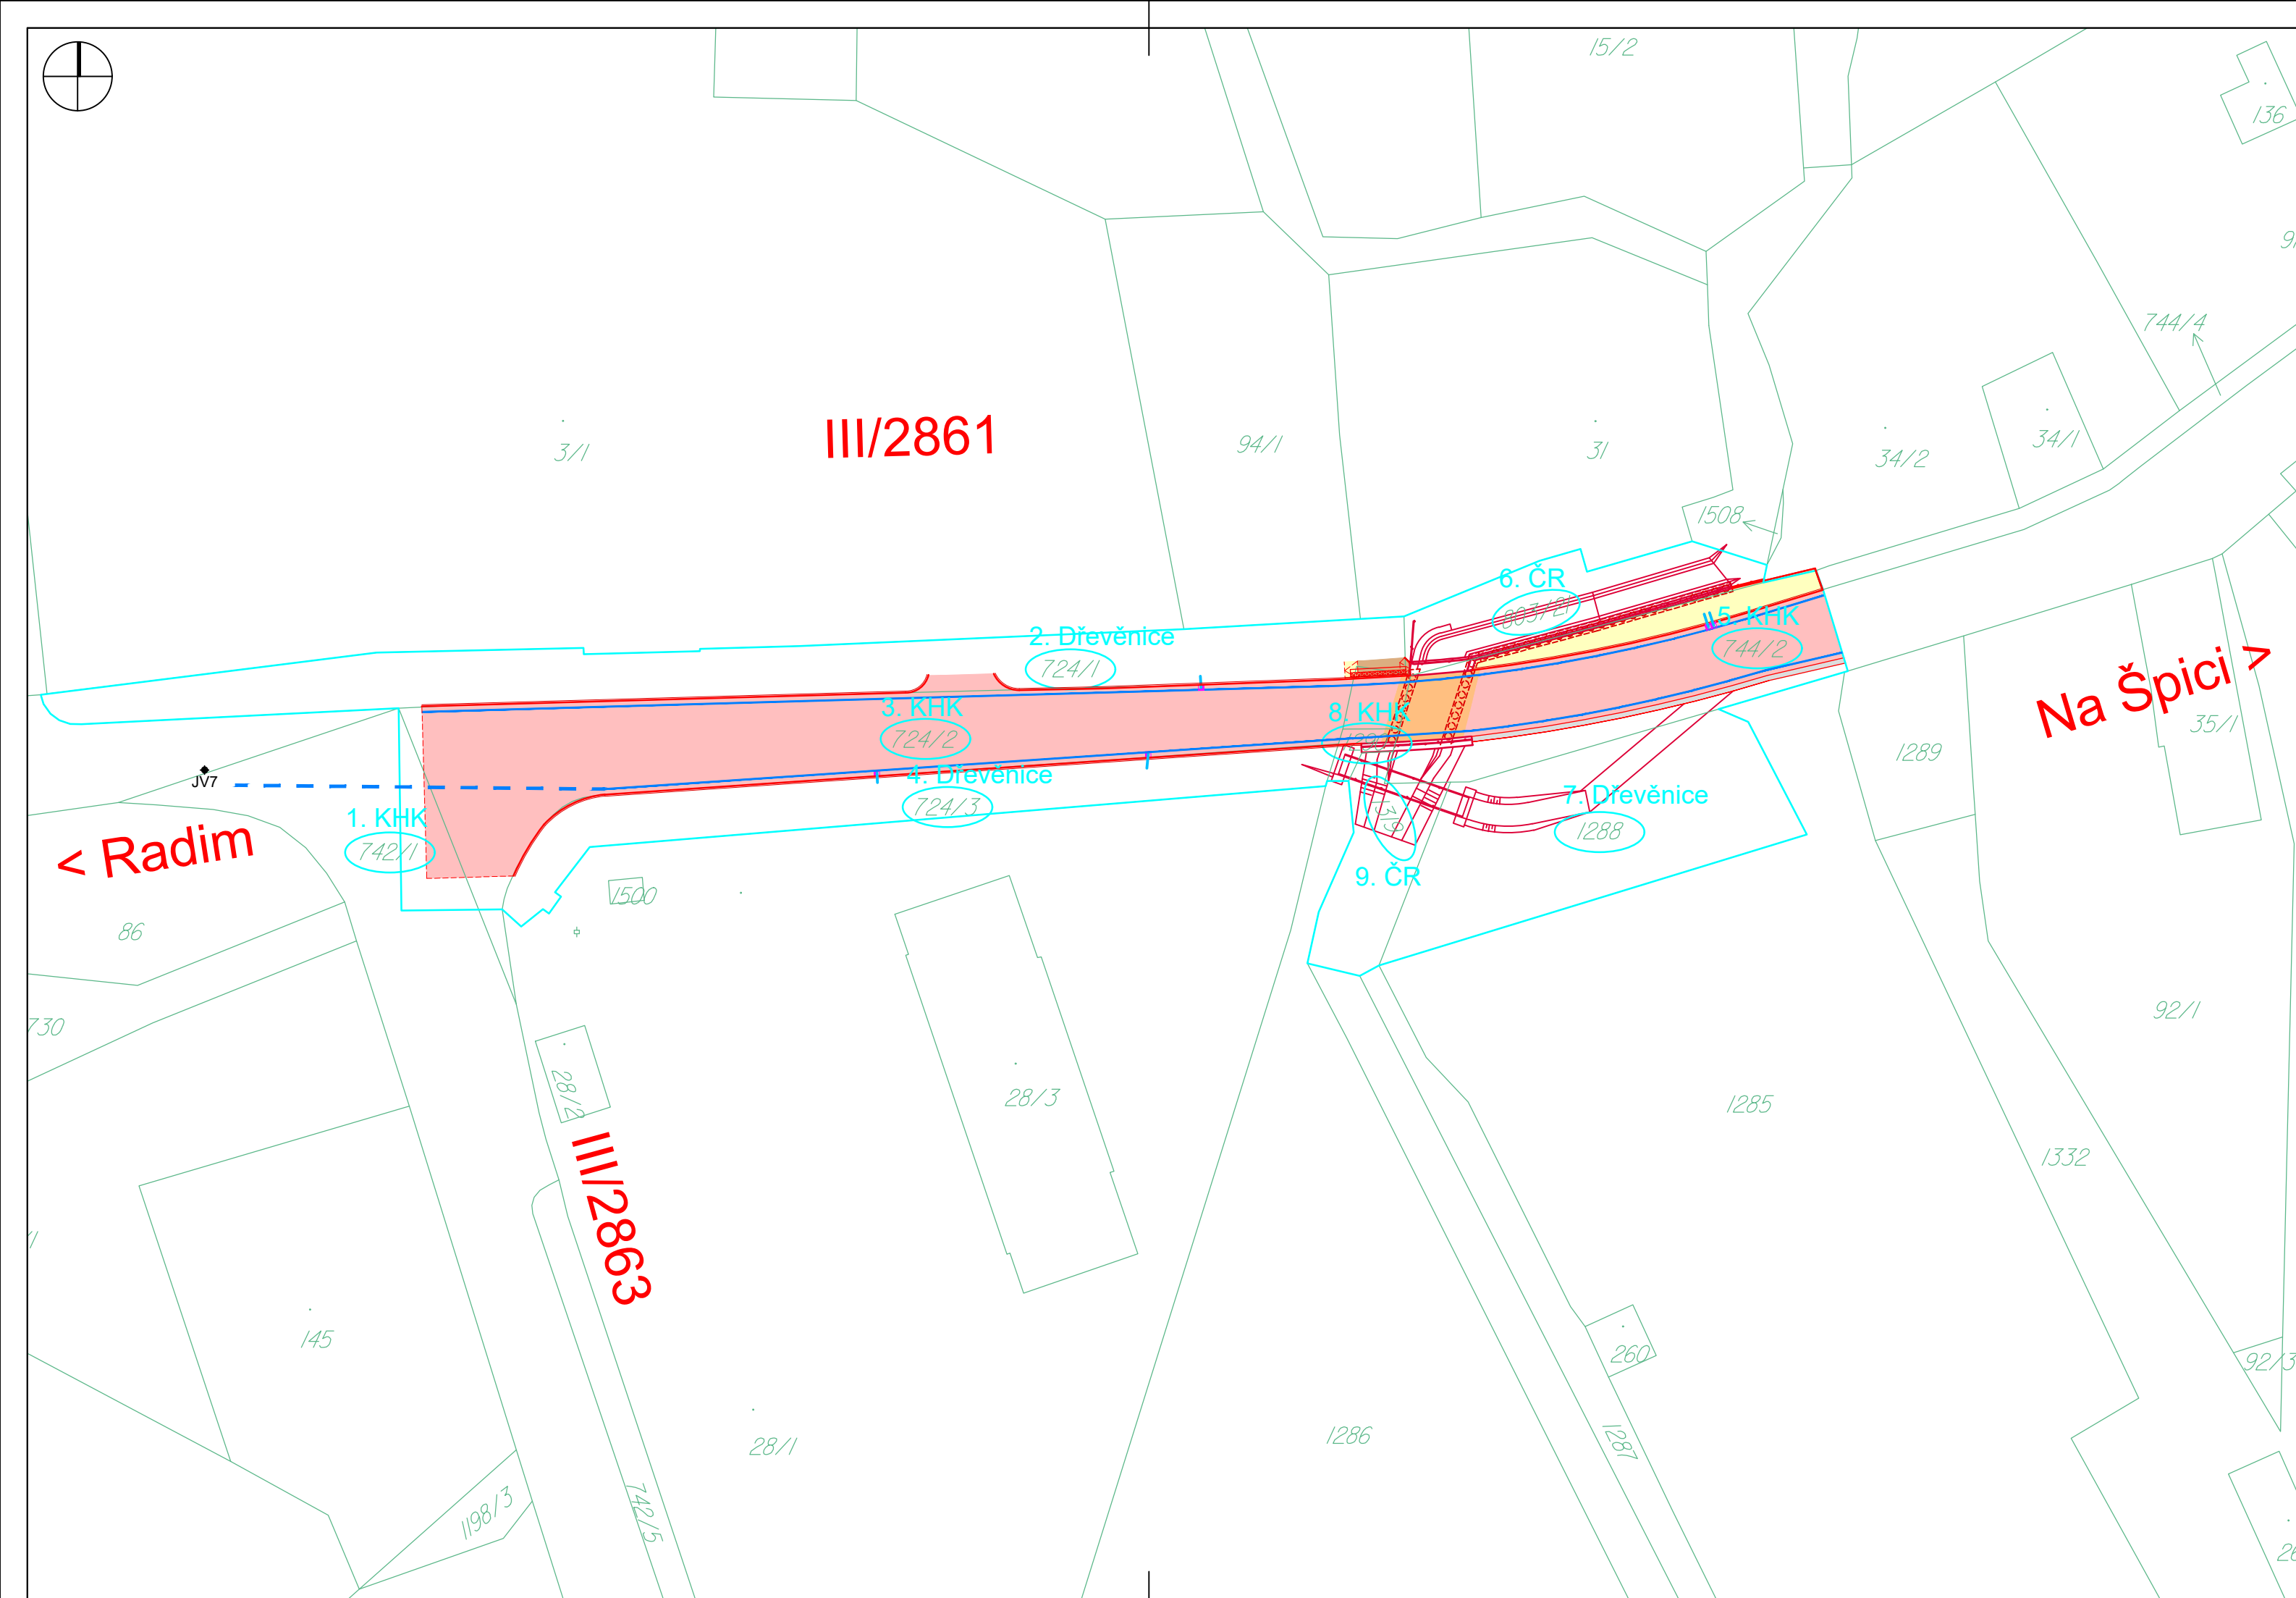 15/2
136
744/4
III/2861
3/1
94/1
31
34/2
34/1
1508
6. ČR
803/21
5. KHK
744/2
2. Dřevěnice
724/1
Na Špici >
35/1
3. KHK
724/2
8. KHK
1289
JV7
4. Dřevěnice
724/3
7. Dřevěnice
1288
1319
1. KHK
742/1
< Radim
9. ČR
1500
86
92/1
730
28/2
28/3
1285
1332
III/2863
145
260
92/3
28/1
1286
1287
1198/3
742/5